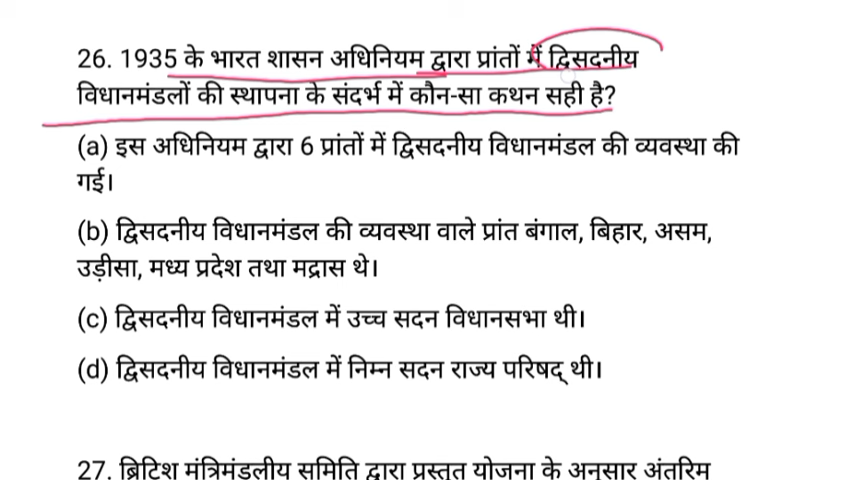 26. 1935 के भारत शासन अधिनियम द्वारा प्रांतों में द्विसदनीय
विधानमंडलों की स्थापना के संदर्भ में कौन-सा कथन सही है?
(a) इस अधिनियम द्वारा 6 प्रांतों में द्विसदनीय विधानमंडल की व्यवस्था की
गई।
(b) द्विसदनीय विधानमंडल की व्यवस्था वाले प्रांत बंगाल, बिहार, असम,
उड़ीसा, मध्य प्रदेश तथा मद्रास थे।
(c) द्विसदनीय विधानमंडल में उच्च सदन विधानसभा थी।
(d) द्विसदनीय विधानमंडल में निम्न सदन राज्य परिषद् थी।
27. ब्रिटिश मंत्रिमंडलीय समिति द्वारा प्रस्तुत योजना के अनुसार अंतरिम